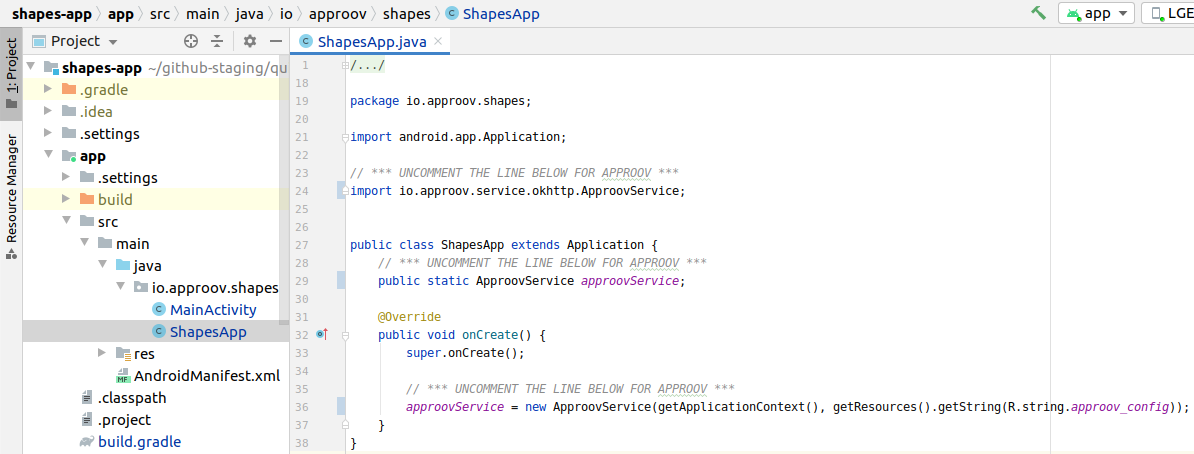 shapes-app app src main java io approov shapes ShapesApp app LGE
1: Project
Resource Manager
Project
shapes-app ~/github-staging/qu
.gradle
.idea
.settings
app
.settings
build
src
main
java
io.approov.shapes
MainActivity
ShapesApp
res
AndroidManifest.xml
.classpath
.project
build.gradle
ShapesApp.java
1 /.../
18
19 package io.approov.shapes;
20
21 import android.app.Application;
22
23 // *** UNCOMMENT THE LINE BELOW FOR APPROOV ***
24 import io.approov.service.okhttp.ApproovService;
25
26
27 public class ShapesApp extends Application {
28 // *** UNCOMMENT THE LINE BELOW FOR APPROOV ***
29 public static ApproovService approovService;
30
31 @Override
32 public void onCreate() {
33 super.onCreate();
34
35 // *** UNCOMMENT THE LINE BELOW FOR APPROOV ***
36 approovService = new ApproovService(getApplicationContext(), getResources().getString(R.string.approov_config));
37 }
38 }